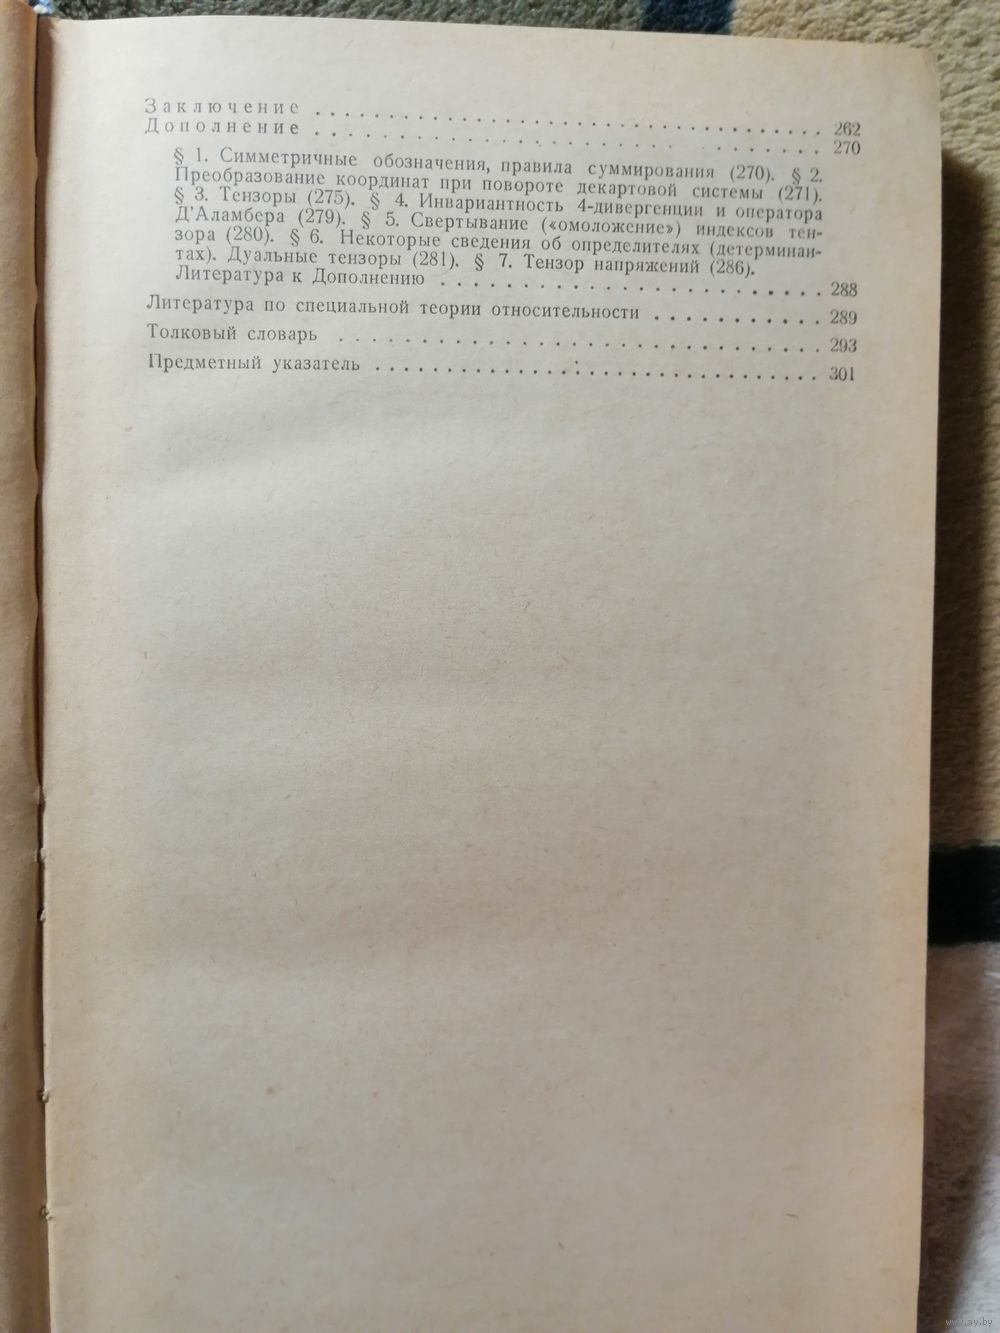 Заключение . . . . . . . . . . . . . . . . . . . . . . . . . . . . . . . . . . . 262
Дополнение . . . . . . . . . . . . . . . . . . . . . . . . . . . . . . . . . . . 270
§ 1. Симметричные обозначения, правила суммирования (270). § 2.
Преобразование координат при повороте декартовой системы (271).
§ 3. Тензоры (275). § 4. Инвариантность 4-дивергенции и оператора
Д'Аламбера (279). § 5. Свертывание («омоложение») индексов тен-
зора (280). § 6. Некоторые сведения об определителях (детерминан-
тах). Дуальные тензоры (281). § 7. Тензор напряжений (286).
Литература к Дополнению . . . . . . . . . . . . . . . . . . . . . . . 288
Литература по специальной теории относительности . . . . . . . . . . 289
Толковый словарь . . . . . . . . . . . . . . . . . . . . . . . . . . . . . . . 293
Предметный указатель . . . . . . . . . . . . . . . . . . . . . . . . . . . . 301
www.ay.by